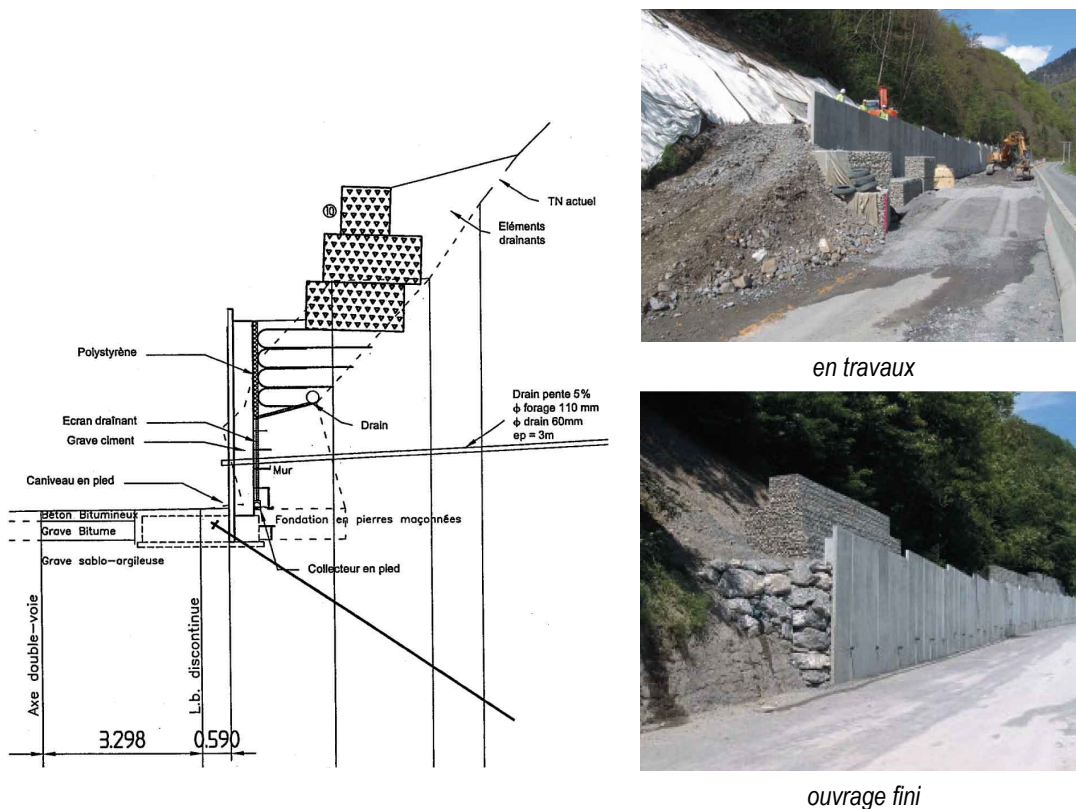 10
TN actuel
Eléments
draînants
Polystyrène
Ecran draînant
Grave ciment
Drain
Drain pente 5%
ϕ forage 110 mm
ϕ drain 60mm
ep = 3m
Mur
Caniveau en pied
Béton Bitumineux
Grave Bitume
Fondation en pierres maçonnées
Grave sablo-argileuse
Collecteur en pied
Axe double-voie
L.b. discontinue
3.298
0.590
en travaux
ouvrage fini